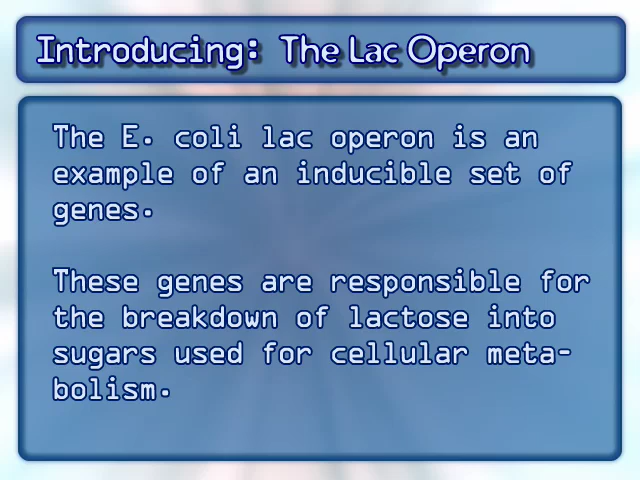 Introducing: The Lac Operon
The E. coli lac operon is an
example of an inducible set of
genes.
These genes are responsible for
the breakdown of lactose into
sugars used for cellular meta-
bolism.